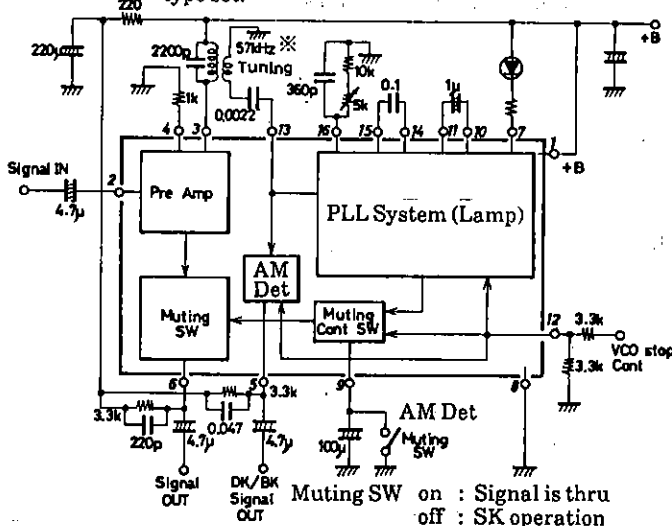 type set.
220
220μ
2200p
57kHz ※
Tuning
0.0022
1k
360p
10k
5k
0.1
1μ
+B
4 3 13 16 15 14 11 10 7 1
+B
Signal IN
2
4.7μ
Pre Amp
PLL System (Lamp)
AM
Det
Muting
SW
Muting
Cont SW
12
3.3k
VCO stop
Cont
3.3k
6 5 9 8
3.3k
3.3k
220p
4.7μ
0.047
4.7μ
100μ
AM Det
Muting
SW
Signal
OUT
DK/BK
Signal
OUT
Muting SW on : Signal is thru
off : SK operation